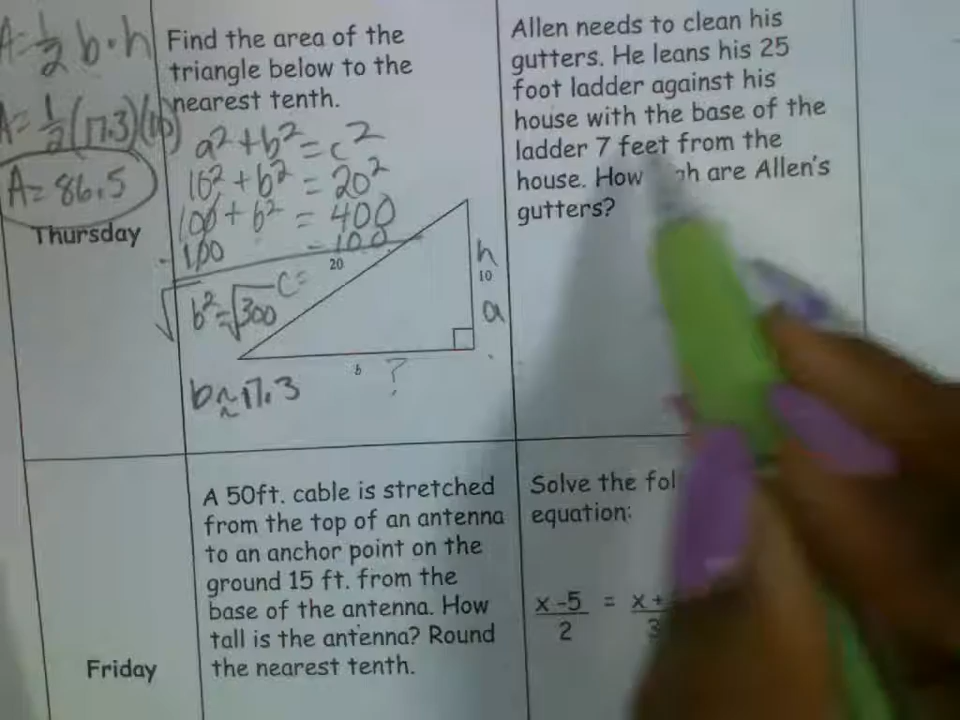 A=½ b·h
A=½(17.3)(10)
A=86.5
Thursday
Find the area of the
triangle below to the
nearest tenth.
a²+b²=c²
10²+b²=20²
100+b²=400
-100 -100
√b²=√300
b≈17.3
c=
20
h
10
a
b ?
Allen needs to clean his
gutters. He leans his 25
foot ladder against his
house with the base of the
ladder 7 feet from the
house. How are Allen's
gutters?
Friday
A 50ft. cable is stretched
from the top of an antenna
to an anchor point on the
ground 15 ft. from the
base of the antenna. How
tall is the antenna? Round
the nearest tenth.
Solve the
equation:
x-5 = x+
2 3